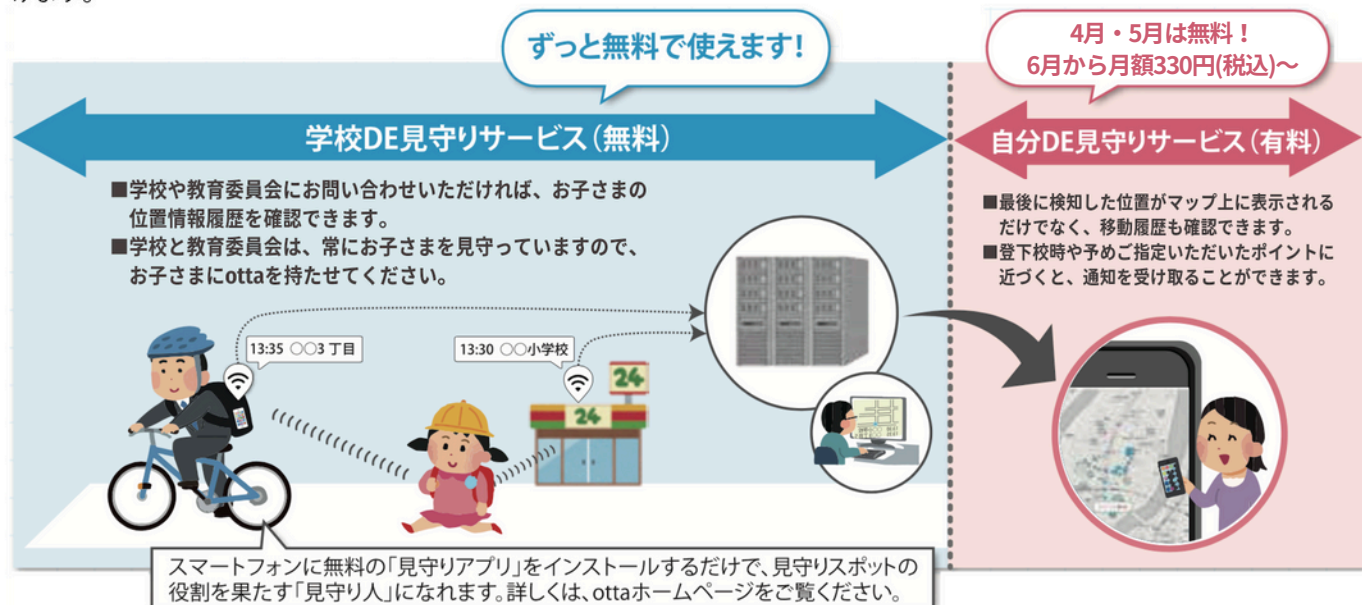 けます。
ずっと無料で使えます!
4月・5月は無料!
6月から月額330円(税込)〜
学校DE見守りサービス(無料)
自分DE見守りサービス(有料)
■学校や教育委員会にお問い合わせいただければ、お子さまの
位置情報履歴を確認できます。
■学校と教育委員会は、常にお子さまを見守っていますので、
お子さまにottaを持たせてください。
■最後に検知した位置がマップ上に表示される
だけでなく、移動履歴も確認できます。
■登下校時や予めご指定いただいたポイントに
近づくと、通知を受け取ることができます。
13:35 〇〇3丁目
13:30 〇〇小学校
24
24
スマートフォンに無料の「見守りアプリ」をインストールするだけで、見守りスポットの
役割を果たす「見守り人」になれます。詳しくは、ottaホームページをご覧ください。